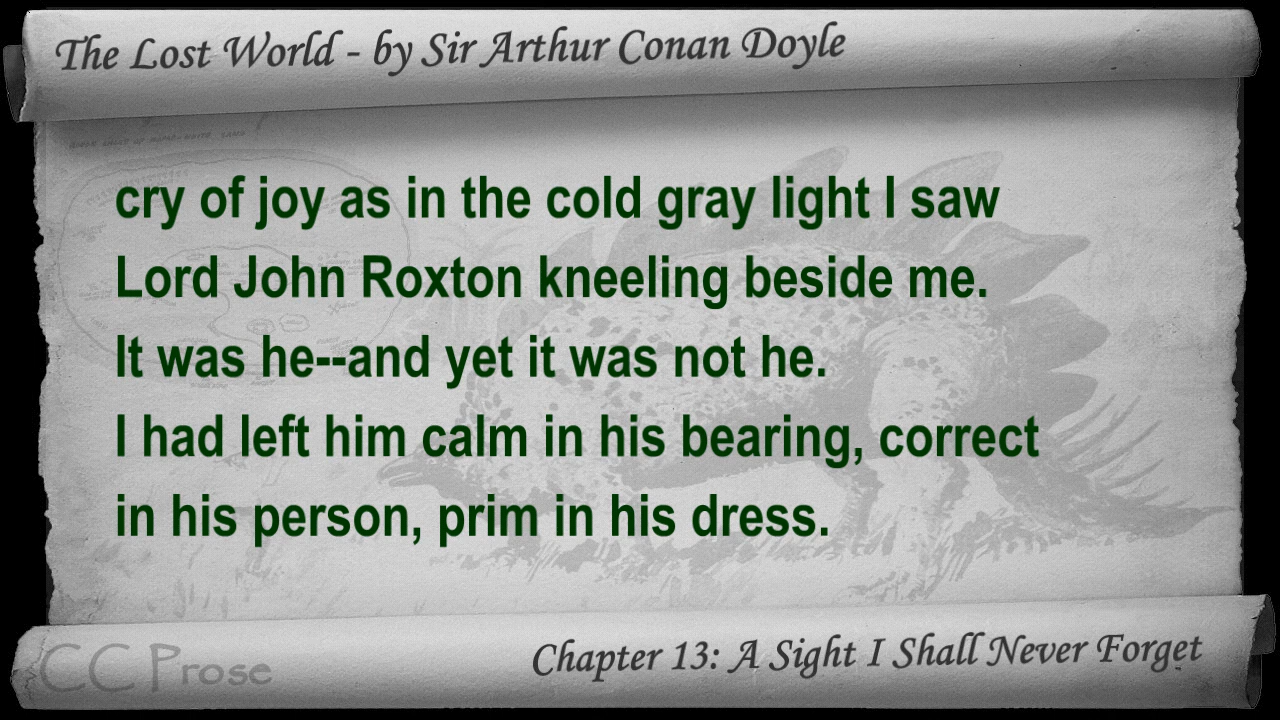 The Lost World - by Sir Arthur Conan Doyle
cry of joy as in the cold gray light I saw
Lord John Roxton kneeling beside me.
It was he--and yet it was not he.
I had left him calm in his bearing, correct
in his person, prim in his dress.
CC Prose
Chapter 13: A Sight I Shall Never Forget